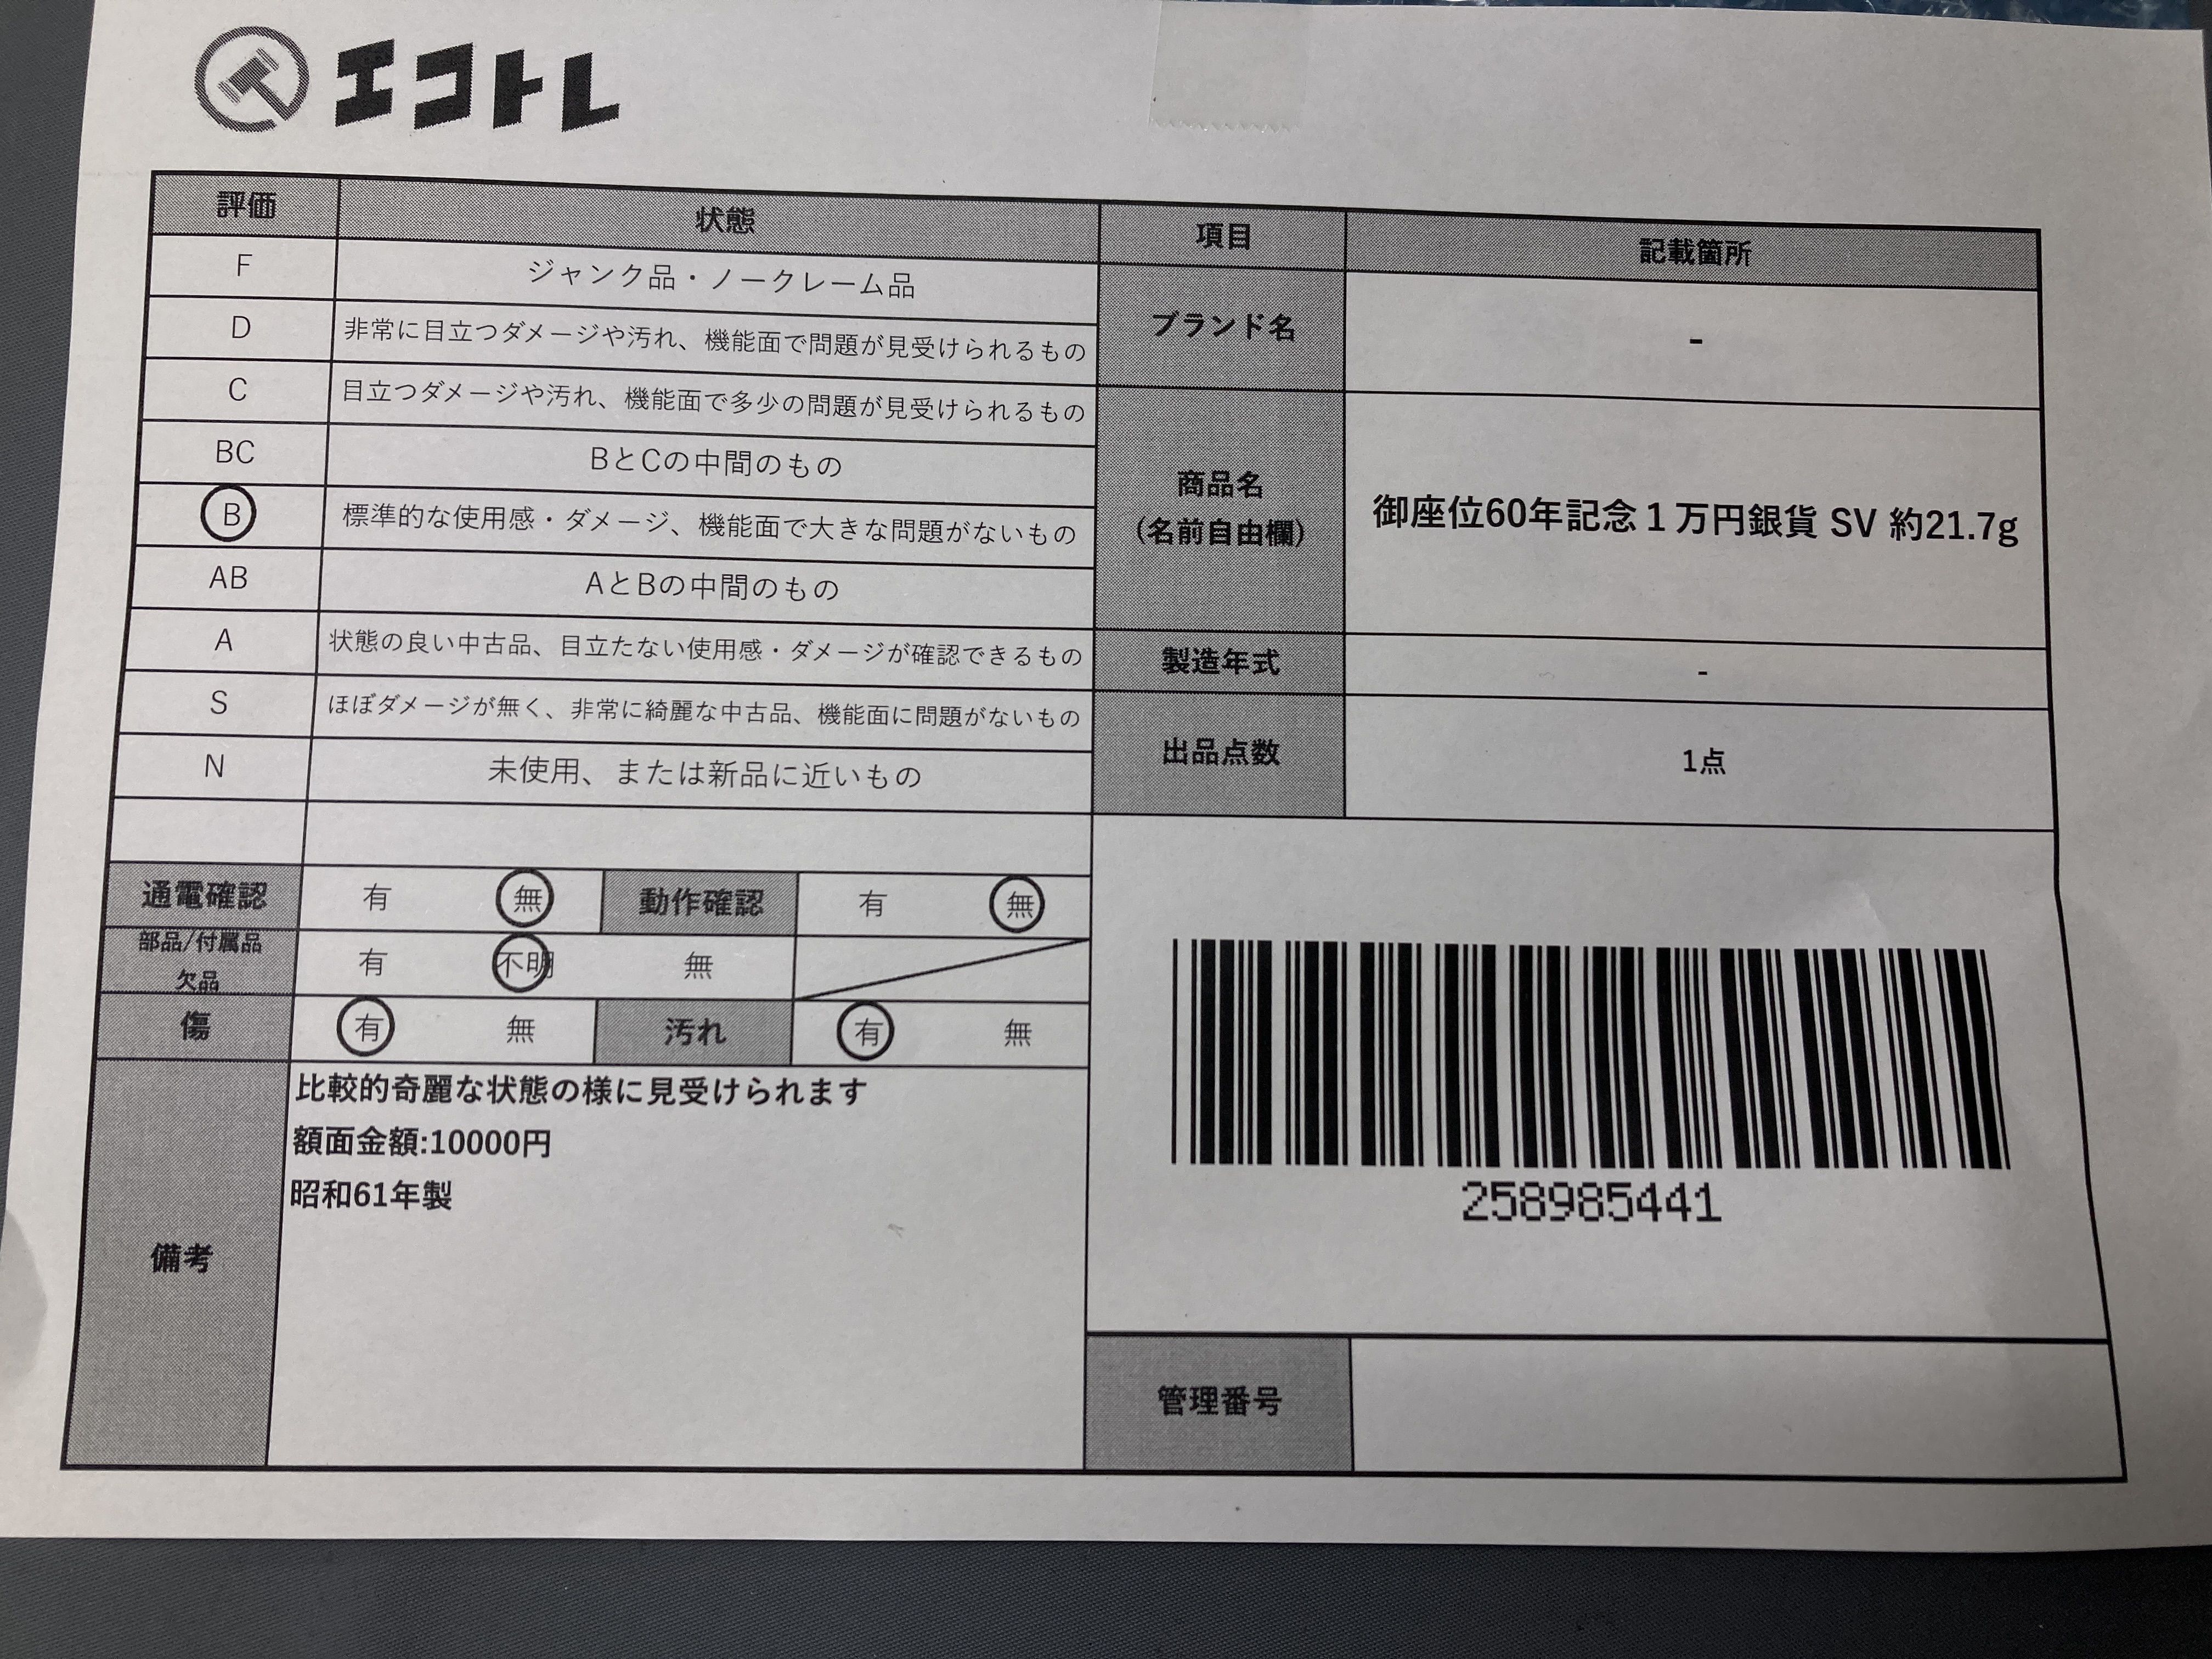 エコトレ
評価 状態
F ジャンク品・ノークレーム品
D 非常に目立つダメージや汚れ、機能面で問題が見受けられるもの
C 目立つダメージや汚れ、機能面で多少の問題が見受けられるもの
BC BとCの中間のもの
B 標準的な使用感・ダメージ、機能面で大きな問題がないもの
AB AとBの中間のもの
A 状態の良い中古品、目立たない使用感・ダメージが確認できるもの
S ほぼダメージが無く、非常に綺麗な中古品、機能面に問題がないもの
N 未使用、または新品に近いもの
通電確認 有 無 動作確認 有 無
部品/付属品
欠品 有 不明 無
傷 有 無 汚れ 有 無
備考
比較的奇麗な状態の様に見受けられます
額面金額:10000円
昭和61年製
項目 記載箇所
ブランド名 -
商品名
(名前自由欄)
御座位60年記念１万円銀貨 SV 約21.7g
製造年式 -
出品点数 1点
258985441
管理番号